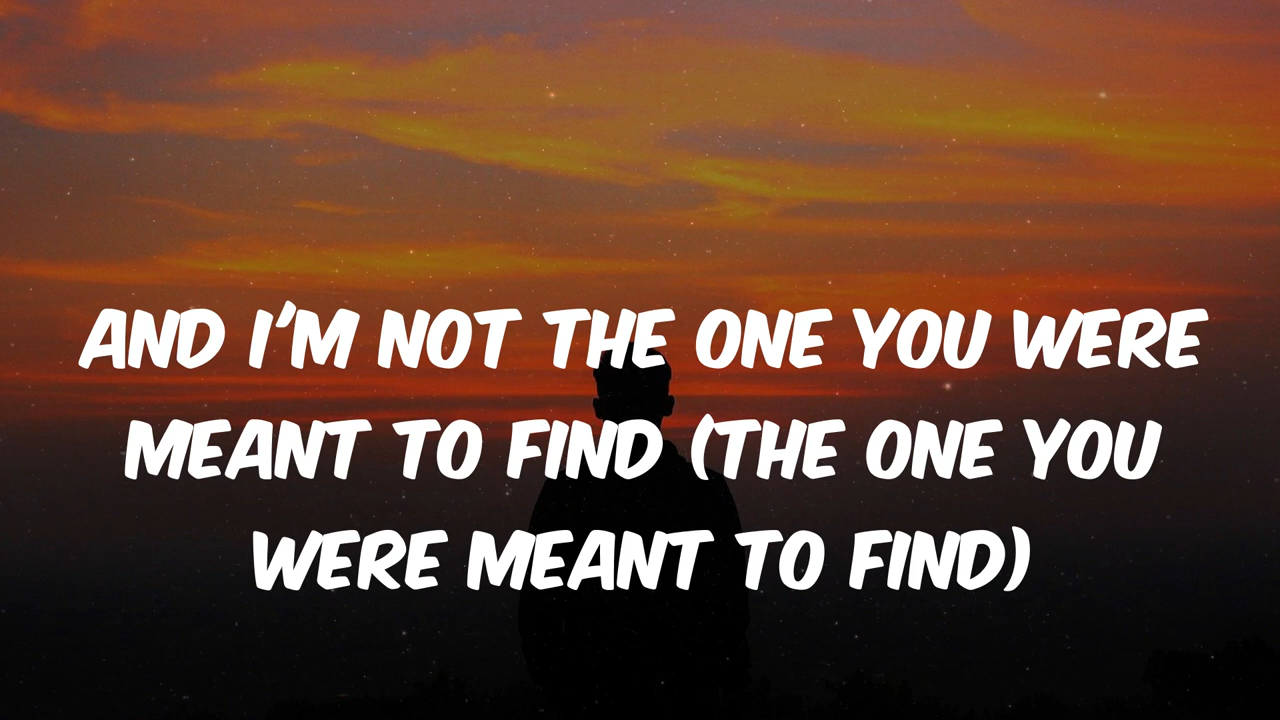 AND I'M NOT THE ONE YOU WERE
MEANT TO FIND (THE ONE YOU
WERE MEANT TO FIND)